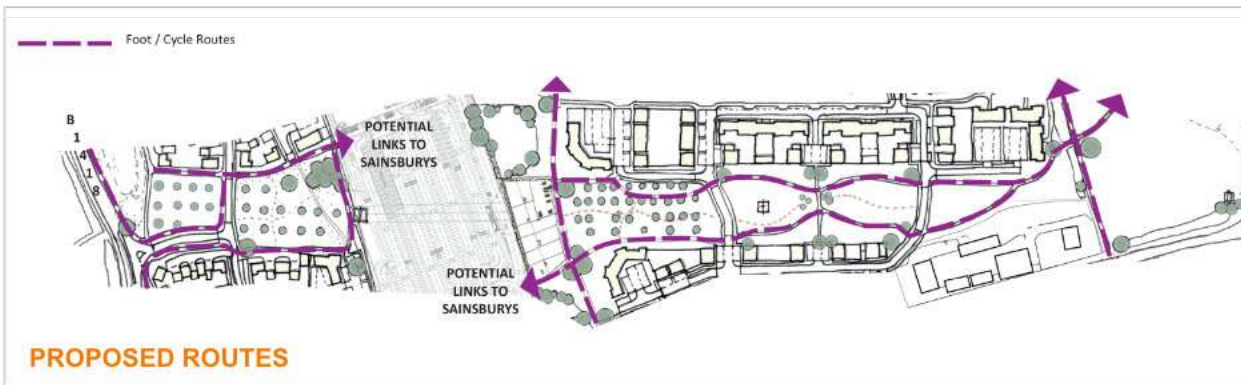 Foot / Cycle Routes
B
1
4
1
8
POTENTIAL
LINKS TO
SAINSBURYS
POTENTIAL
LINKS TO
SAINSBURYS
PROPOSED ROUTES